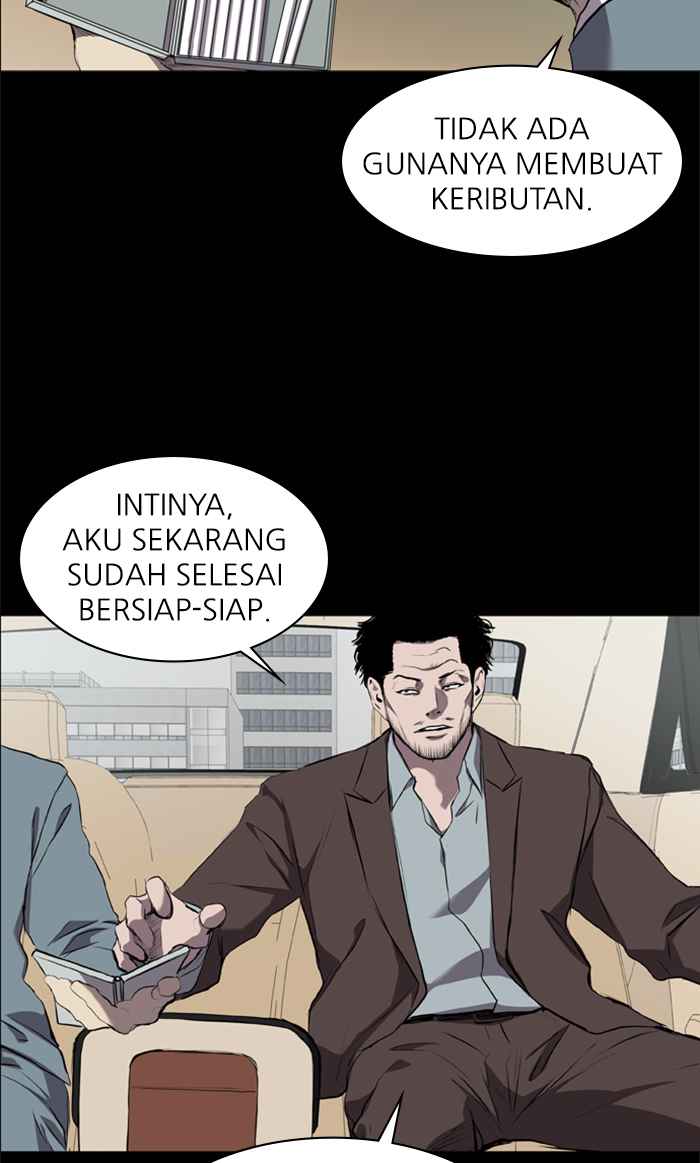 TIDAK ADA
GUNANYA MEMBUAT
KERIBUTAN.
INTINYA,
AKU SEKARANG
SUDAH SELESAI
BERSIAP-SIAP.